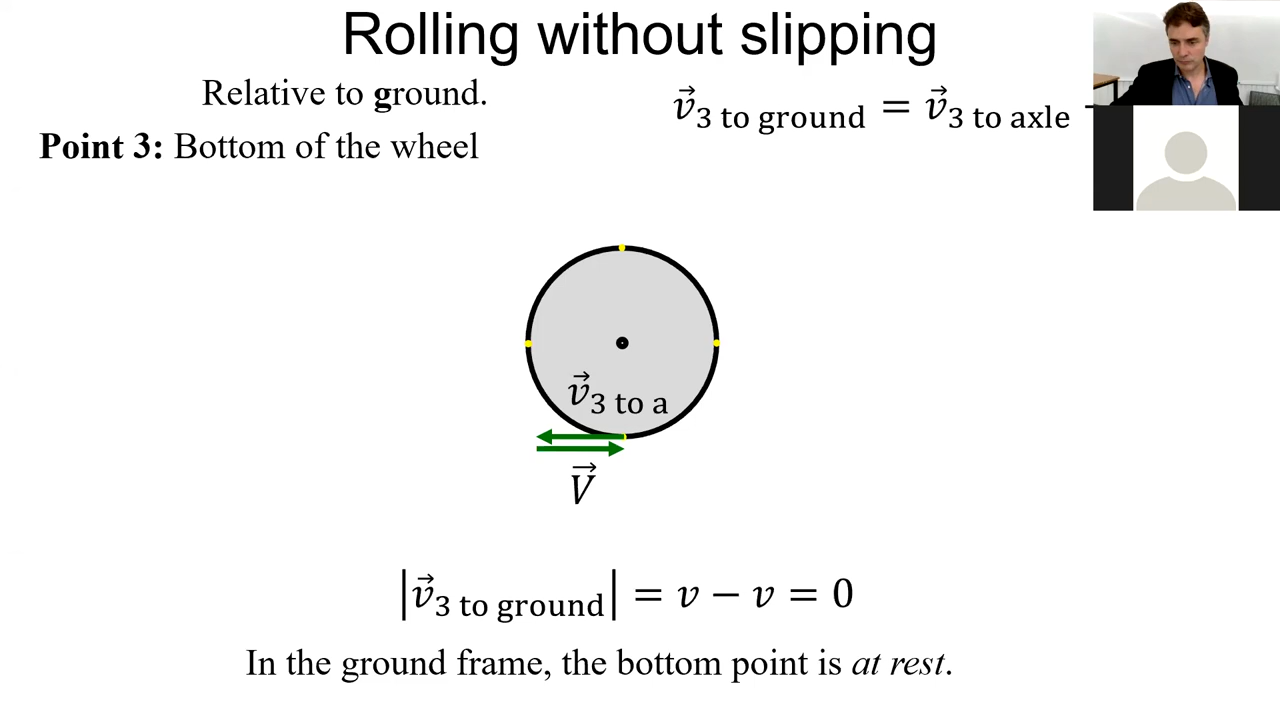 Rolling without slipping
Relative to ground.
v⃗₃ to ground = v⃗₃ to axle
Point 3: Bottom of the wheel
v⃗₃ to a
V⃗
|v⃗₃ to ground| = v − v = 0
In the ground frame, the bottom point is at rest.